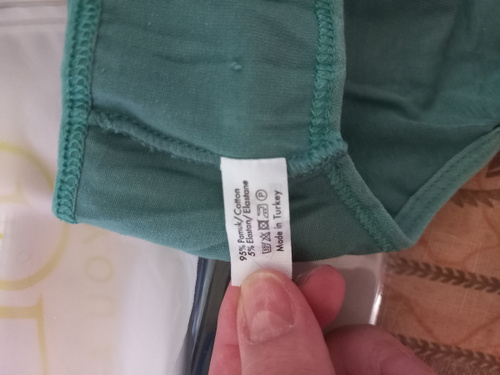 95% Pamuk/Cotton
5% Elastan/Elastane
Made in Turkey